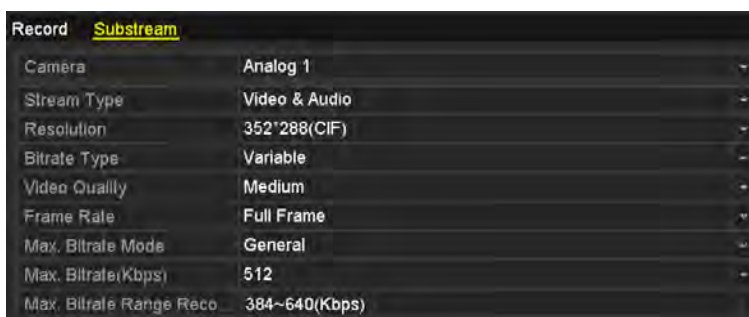 Record Substream
Camera Analog 1
Stream Type Video & Audio
Resolution 352*288(CIF)
Bitrate Type Variable
Video Quality Medium
Frame Rate Full Frame
Max. Bitrate Mode General
Max. Bitrate(Kbps) 512
Max. Bitrate Range Reco 384~640(Kbps)